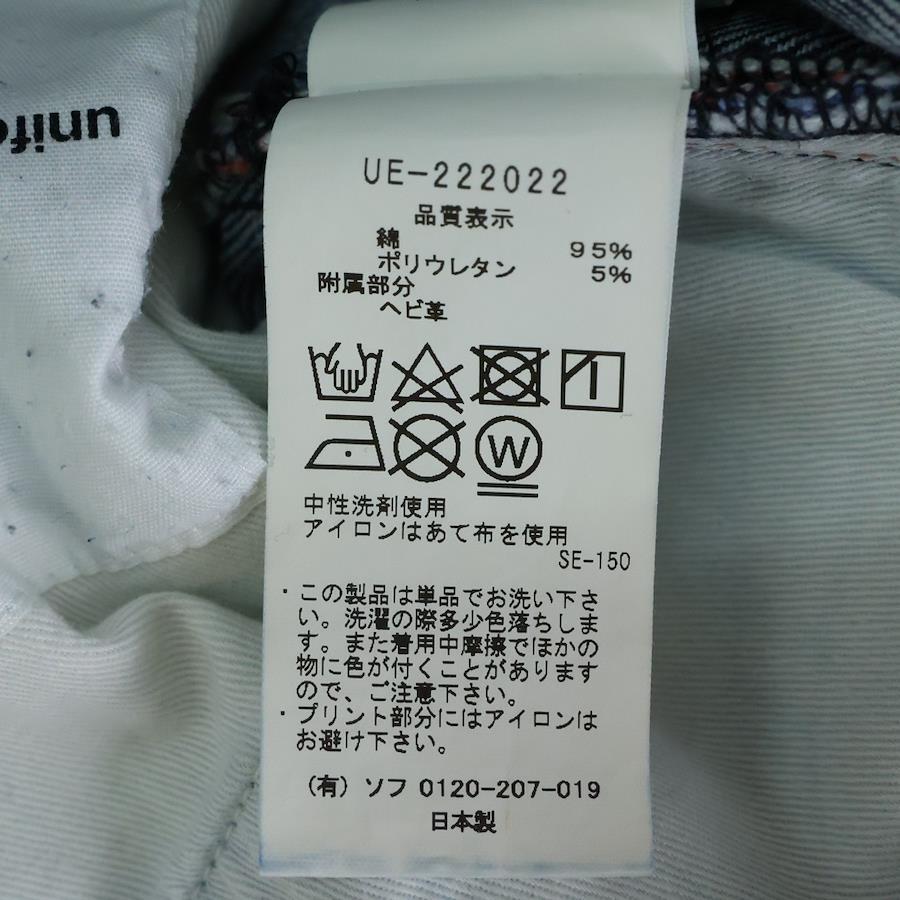 unif
UE-222022
品質表示
綿 95%
ポリウレタン 5%
附属部分
ヘビ革
W
中性洗剤使用
アイロンはあて布を使用
SE-150
・この製品は単品でお洗い下さ
い。洗濯の際多少色落ちしま
す。また着用中摩擦でほかの
物に色が付くことがあります
ので、ご注意下さい。
・プリント部分にはアイロンは
お避け下さい。
(有) ソフ 0120-207-019
日本製